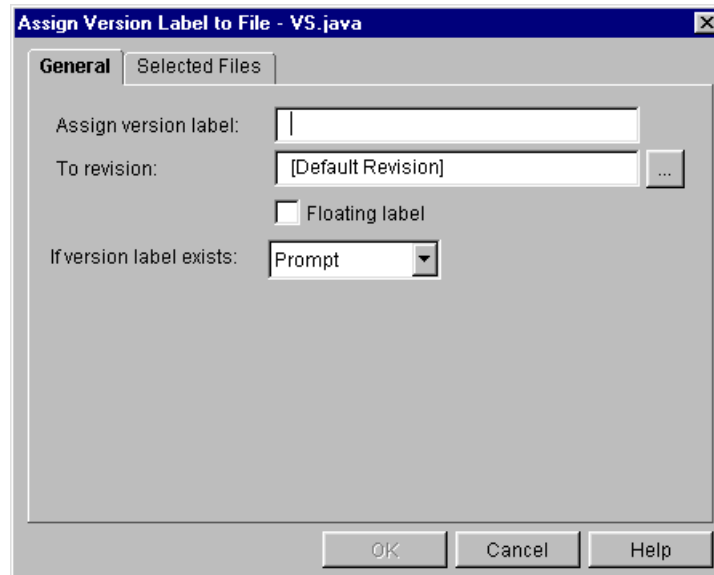 Assign Version Label to File - VS.java
General Selected Files
Assign version label:
To revision: [Default Revision] ...
Floating label
If version label exists: Prompt
OK Cancel Help